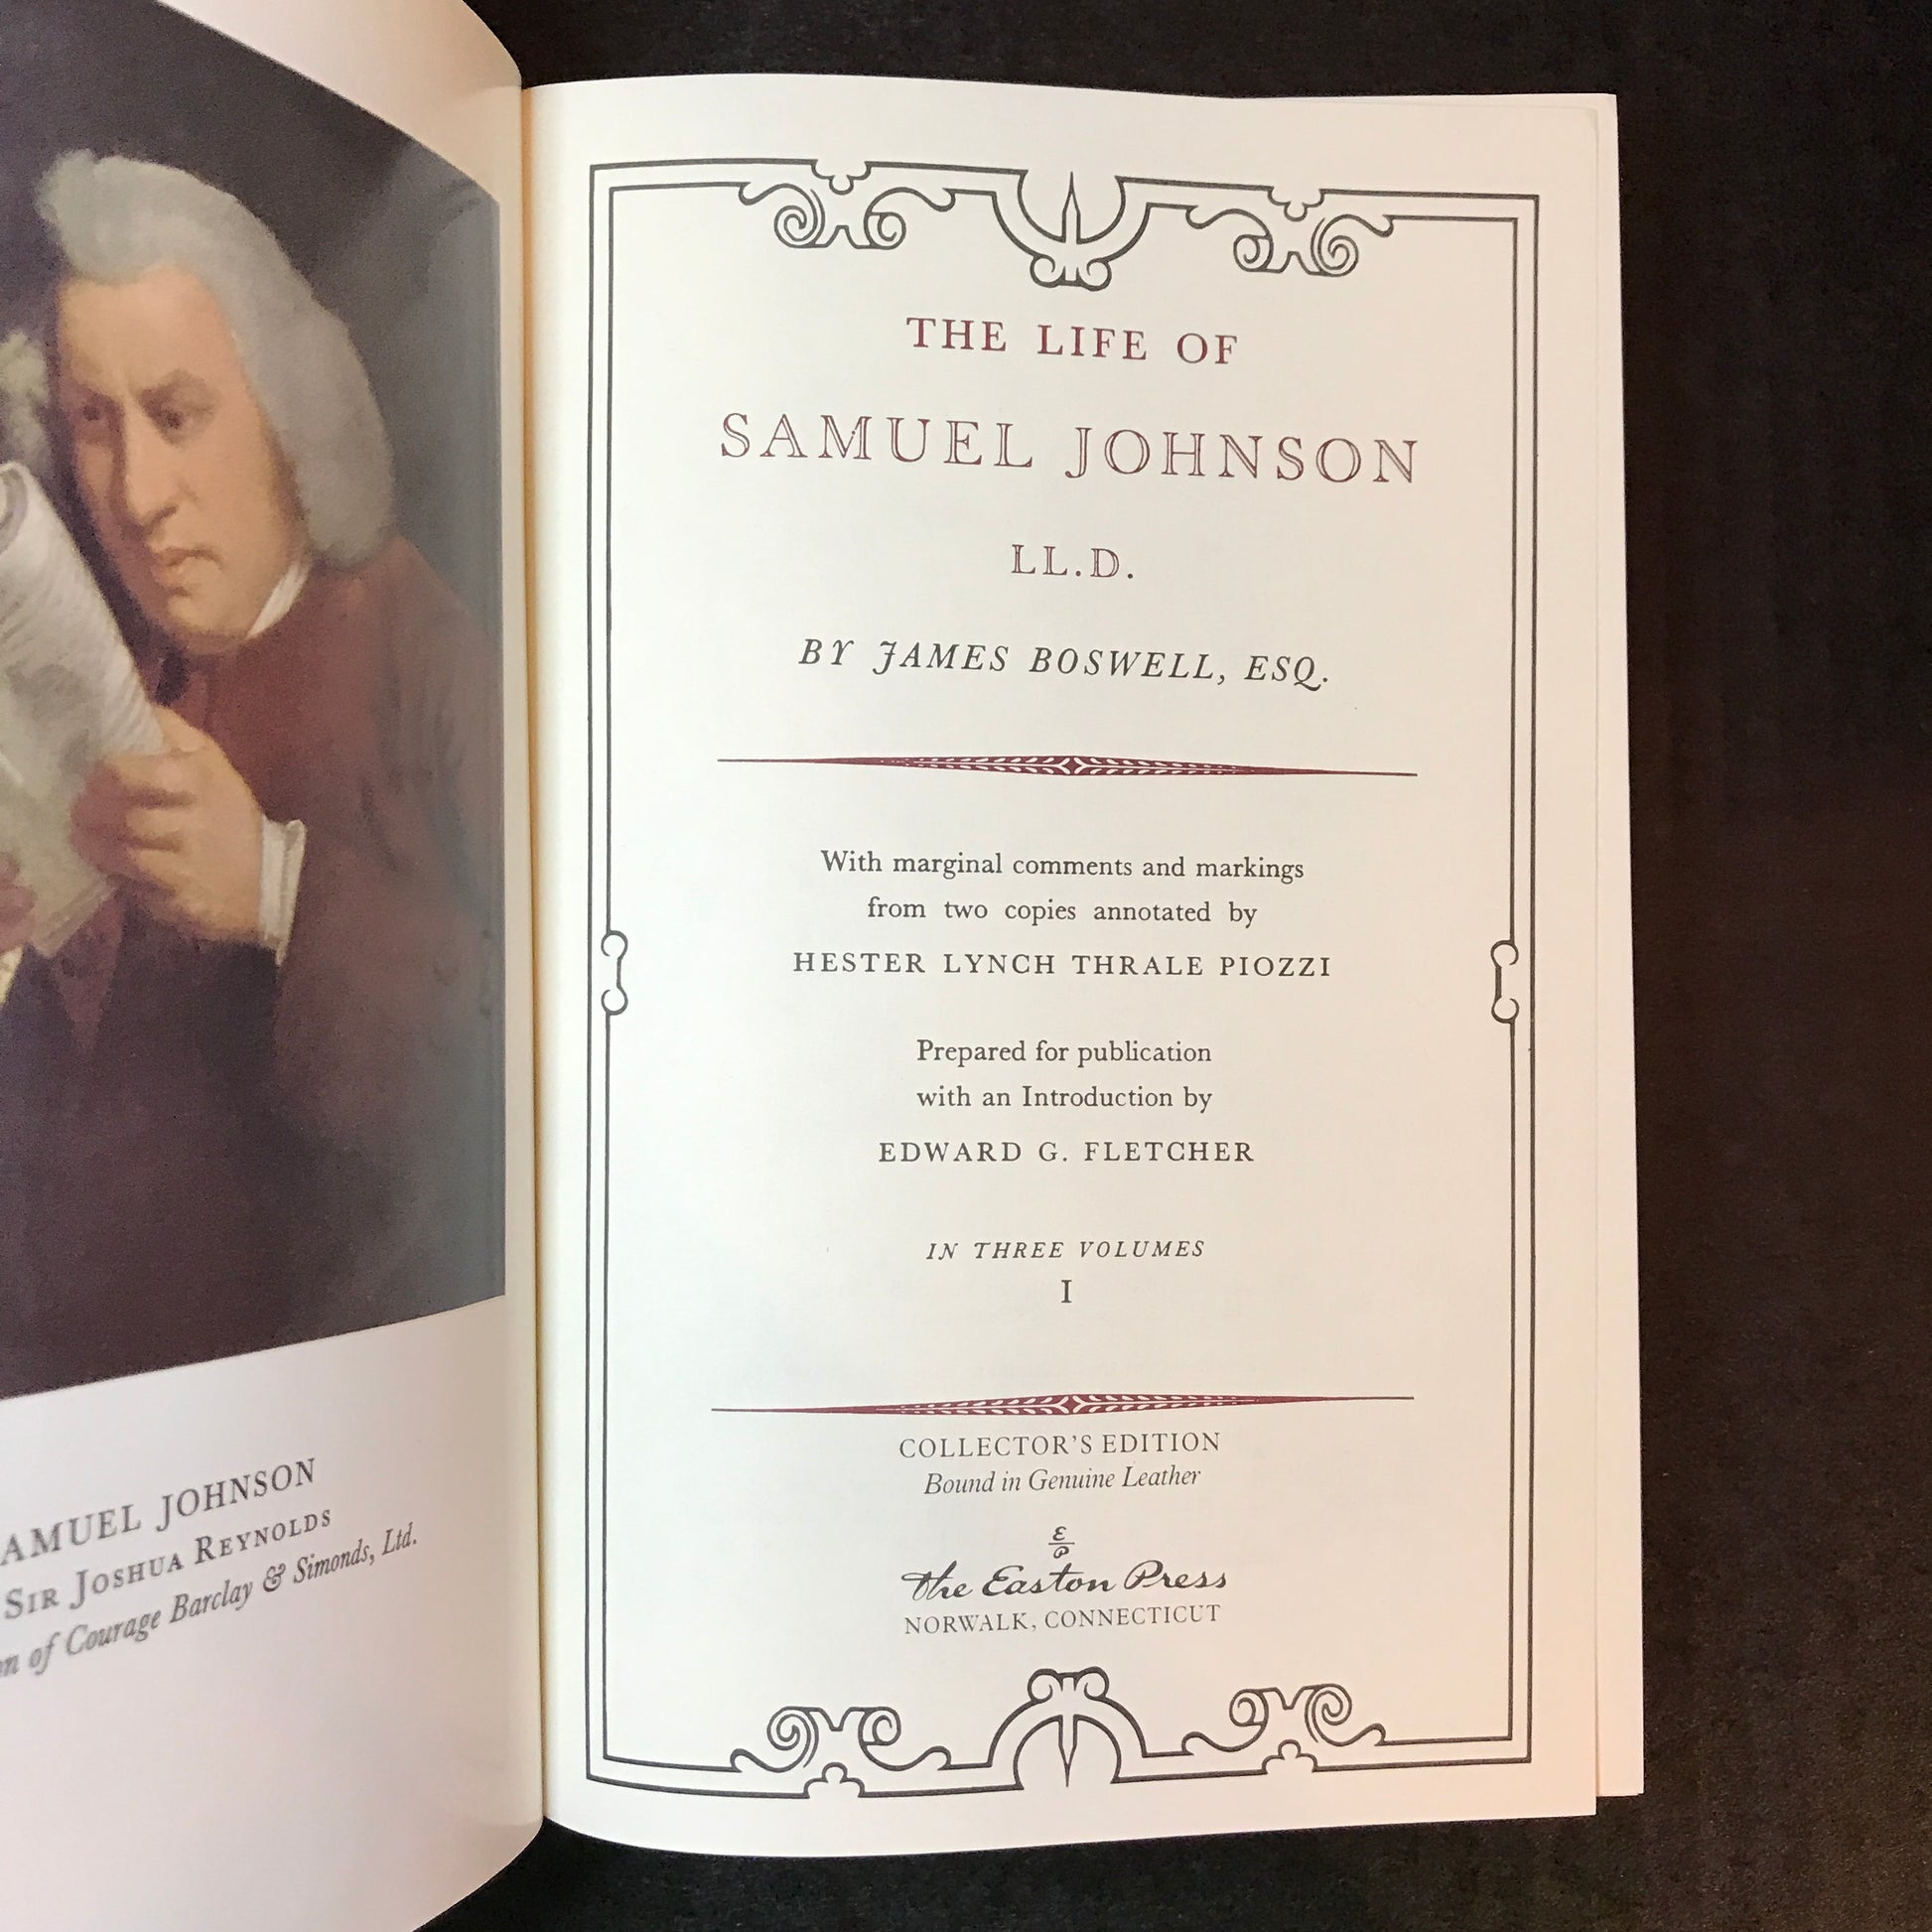 AMUEL JOHNSON
SIR JOSHUA REYNOLDS
of Courage Barclay & Simonds, Ltd.
THE LIFE OF
SAMUEL JOHNSON
LL.D.
BY JAMES BOSWELL, ESQ.
With marginal comments and markings
from two copies annotated by
HESTER LYNCH THRALE PIOZZI
Prepared for publication
with an Introduction by
EDWARD G. FLETCHER
IN THREE VOLUMES
I
COLLECTOR'S EDITION
Bound in Genuine Leather
E
P
The Easton Press
NORWALK, CONNECTICUT